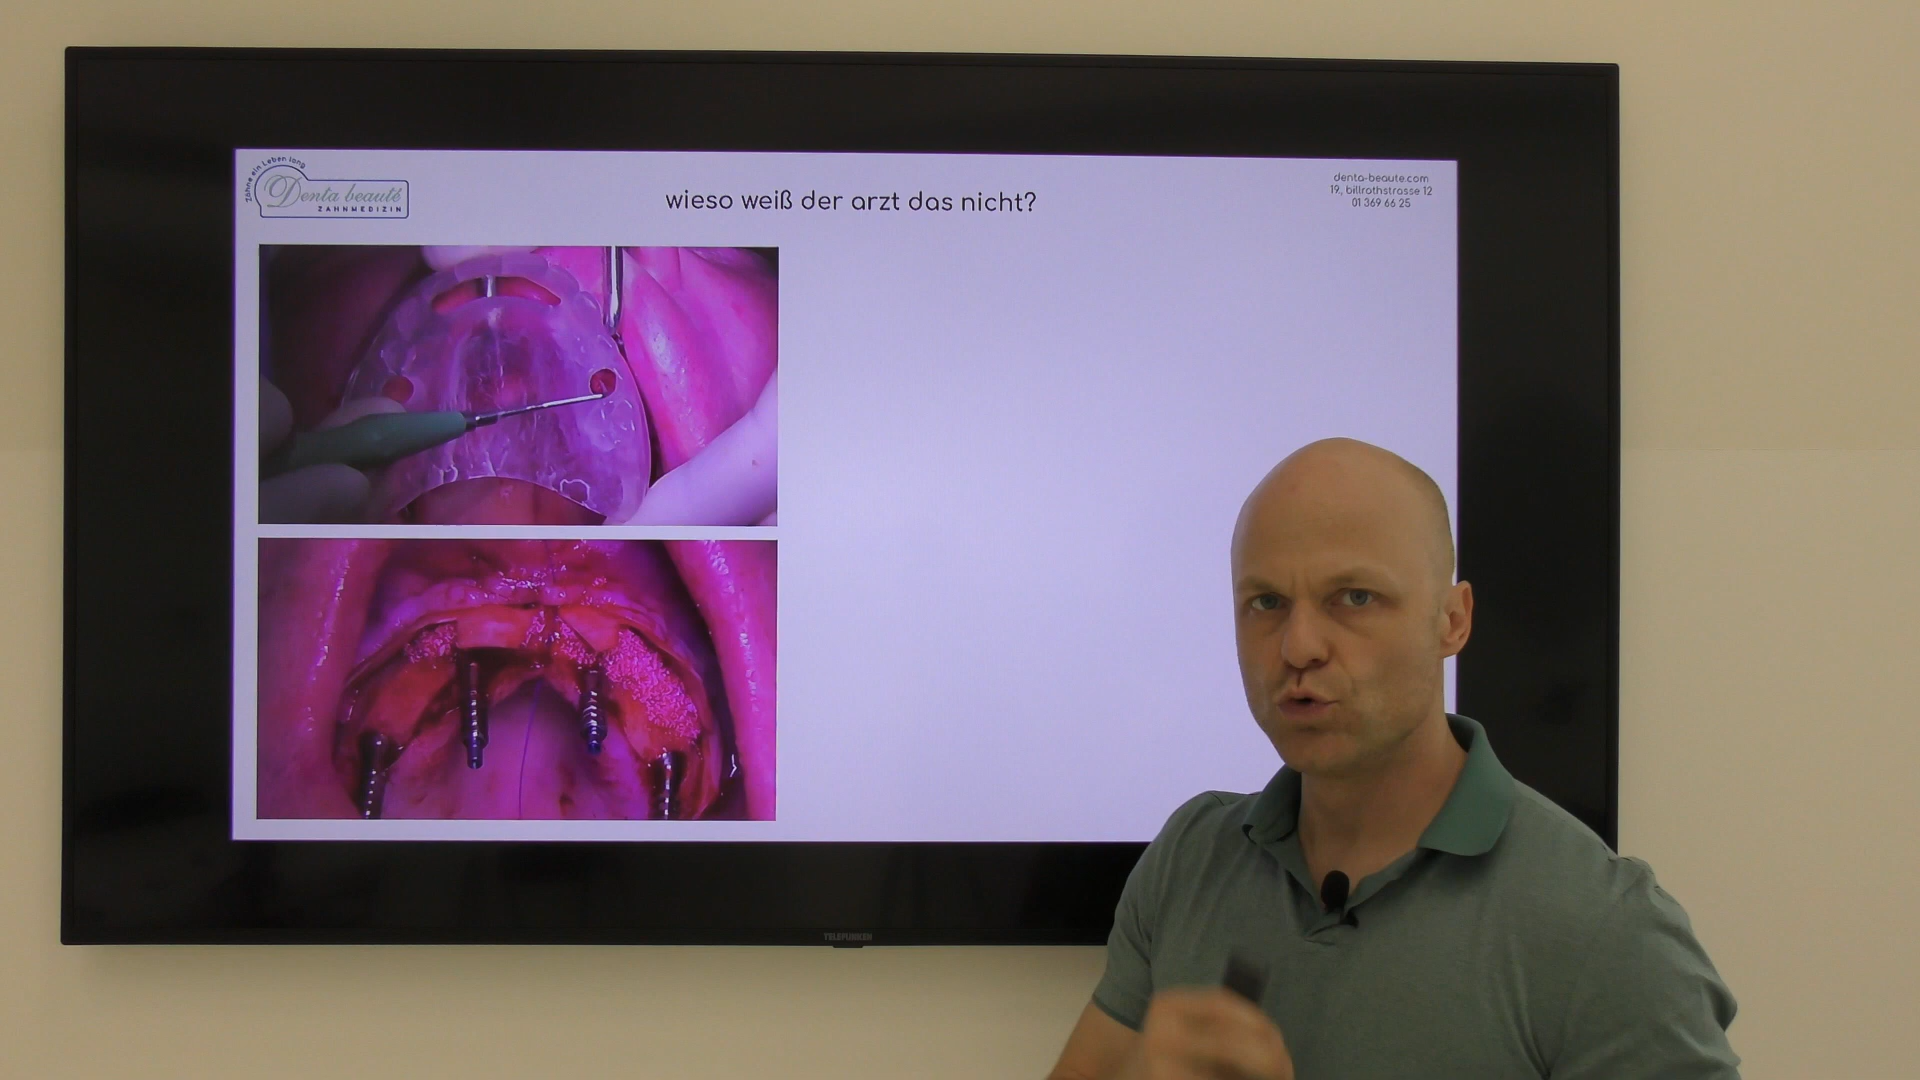 zähne ein Leben lang
Denta beauté
ZAHNMEDIZIN
wieso weiß der arzt das nicht?
denta-beaute.com
19., billrothstrasse 12
01 369 66 25
TELEFUNKEN